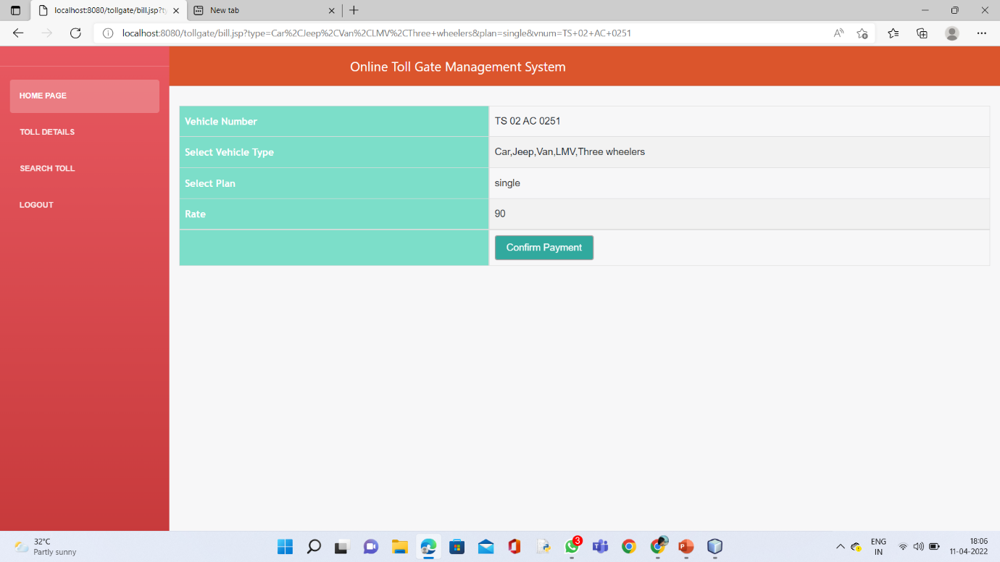 localhost:8080/tollgate/bill.jsp?ty
New tab
localhost:8080/tollgate/bill.jsp?type=Car%2CJeep%2CVan%2CLMV%2CThree+wheelers&plan=single&vnum=TS+02+AC+0251
Online Toll Gate Management System
HOME PAGE
TOLL DETAILS
SEARCH TOLL
LOGOUT
Vehicle Number TS 02 AC 0251
Select Vehicle Type Car,Jeep,Van,LMV,Three wheelers
Select Plan single
Rate 90
Confirm Payment
32°C
Partly sunny
3
ENG
IN
18:06
11-04-2022